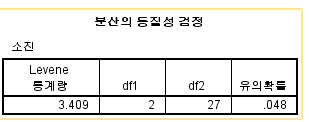 분산의 동질성 검정
소진
Levene
통계량 df1 df2 유의확률
3.409 2 27 .048